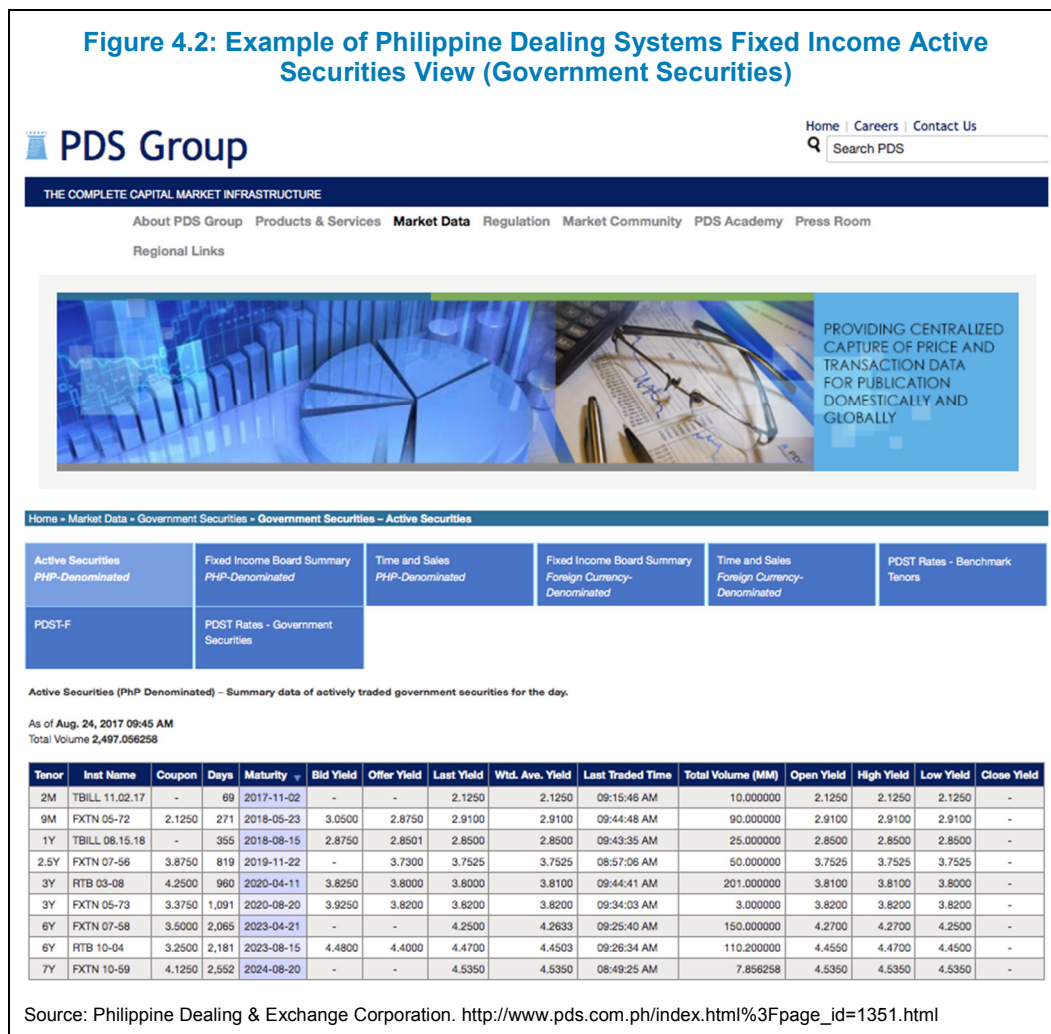 Figure 4.2: Example of Philippine Dealing Systems Fixed Income Active
Securities View (Government Securities)
Home | Careers | Contact Us
PDS Group
Search PDS
THE COMPLETE CAPITAL MARKET INFRASTRUCTURE
About PDS Group Products & Services Market Data Regulation Market Community PDS Academy Press Room
Regional Links
PROVIDING CENTRALIZED
CAPTURE OF PRICE AND
TRANSACTION DATA
FOR PUBLICATION
DOMESTICALLY AND
GLOBALLY
Home » Market Data » Government Securities » Government Securities – Active Securities
Active Securities
PHP-Denominated
Fixed Income Board Summary
PHP-Denominated
Time and Sales
PHP-Denominated
Fixed Income Board Summary
Foreign Currency-
Denominated
Time and Sales
Foreign Currency-
Denominated
PDST Rates - Benchmark
Tenors
PDST-F
PDST Rates - Government
Securities
Active Securities (PhP Denominated) – Summary data of actively traded government securities for the day.
As of Aug. 24, 2017 09:45 AM
Total Volume 2,497.056258
Tenor Inst Name Coupon Days Maturity Bid Yield Offer Yield Last Yield Wtd. Ave. Yield Last Traded Time Total Volume (MM) Open Yield High Yield Low Yield Close Yield
2M TBILL 11.02.17 - 69 2017-11-02 - - 2.1250 2.1250 09:15:46 AM 10.000000 2.1250 2.1250 2.1250 -
9M FXTN 05-72 2.1250 271 2018-05-23 3.0500 2.8750 2.9100 2.9100 09:44:48 AM 90.000000 2.9100 2.9100 2.9100 -
1Y TBILL 08.15.18 - 355 2018-08-15 2.8750 2.8501 2.8500 2.8500 09:43:35 AM 25.000000 2.8500 2.8500 2.8500 -
2.5Y FXTN 07-56 3.8750 819 2019-11-22 - 3.7300 3.7525 3.7525 08:57:06 AM 50.000000 3.7525 3.7525 3.7525 -
3Y RTB 03-08 4.2500 960 2020-04-11 3.8250 3.8000 3.8000 3.8100 09:44:41 AM 201.000000 3.8100 3.8100 3.8000 -
3Y FXTN 05-73 3.3750 1,091 2020-08-20 3.9250 3.8200 3.8200 3.8200 09:34:03 AM 3.000000 3.8200 3.8200 3.8200 -
6Y FXTN 07-58 3.5000 2,065 2023-04-21 - - 4.2500 4.2633 09:25:40 AM 150.000000 4.2700 4.2700 4.2500 -
6Y RTB 10-04 3.2500 2,181 2023-08-15 4.4800 4.4000 4.4700 4.4503 09:26:34 AM 110.200000 4.4550 4.4700 4.4500 -
7Y FXTN 10-59 4.1250 2,552 2024-08-20 - - 4.5350 4.5350 08:49:25 AM 7.856258 4.5350 4.5350 4.5350 -
Source: Philippine Dealing & Exchange Corporation. http://www.pds.com.ph/index.html%3Fpage_id=1351.html